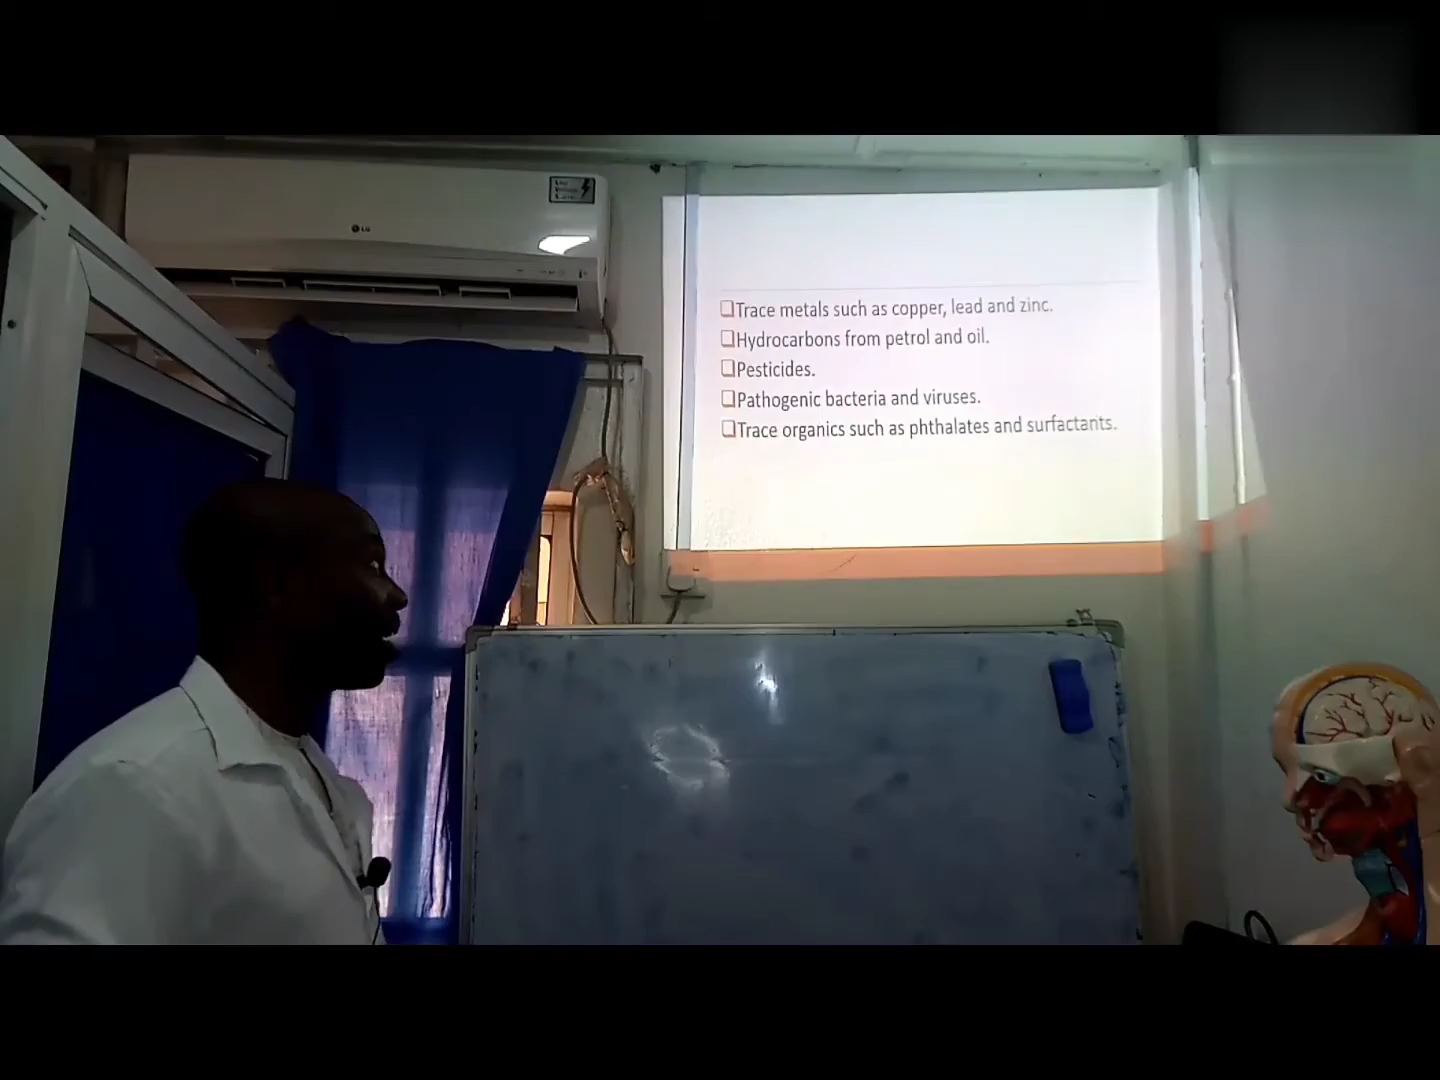 LG
Trace metals such as copper, lead and zinc.
Hydrocarbons from petrol and oil.
Pesticides.
Pathogenic bacteria and viruses.
Trace organics such as phthalates and surfactants.